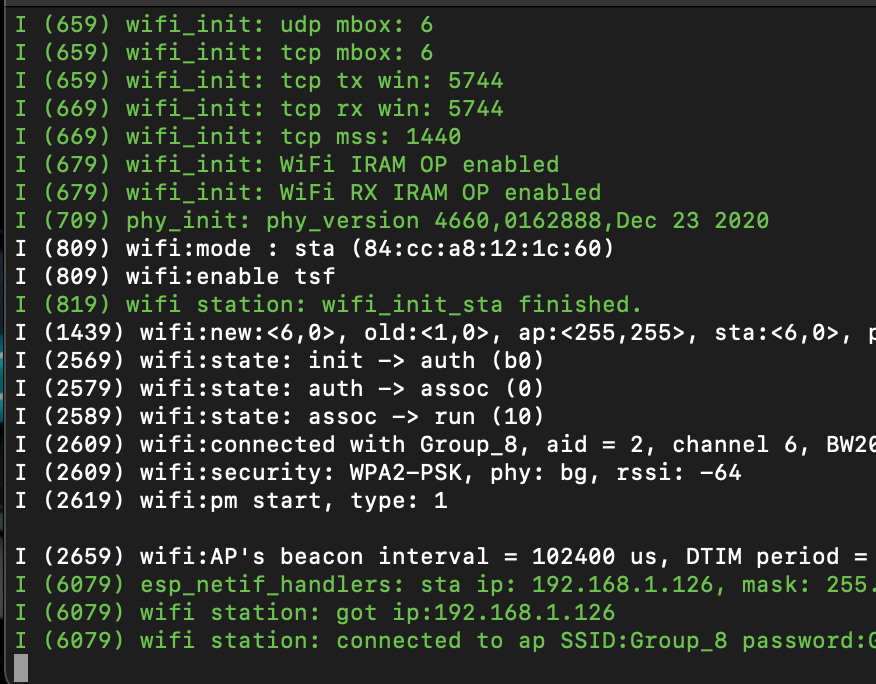 I (659) wifi_init: udp mbox: 6
I (659) wifi_init: tcp mbox: 6
I (659) wifi_init: tcp tx win: 5744
I (669) wifi_init: tcp rx win: 5744
I (669) wifi_init: tcp mss: 1440
I (679) wifi_init: WiFi IRAM OP enabled
I (679) wifi_init: WiFi RX IRAM OP enabled
I (709) phy_init: phy_version 4660,0162888,Dec 23 2020
I (809) wifi:mode : sta (84:cc:a8:12:1c:60)
I (809) wifi:enable tsf
I (819) wifi station: wifi_init_sta finished.
I (1439) wifi:new:<6,0>, old:<1,0>, ap:<255,255>, sta:<6,0>, p
I (2569) wifi:state: init -> auth (b0)
I (2579) wifi:state: auth -> assoc (0)
I (2589) wifi:state: assoc -> run (10)
I (2609) wifi:connected with Group_8, aid = 2, channel 6, BW20
I (2609) wifi:security: WPA2-PSK, phy: bg, rssi: -64
I (2619) wifi:pm start, type: 1
I (2659) wifi:AP's beacon interval = 102400 us, DTIM period =
I (6079) esp_netif_handlers: sta ip: 192.168.1.126, mask: 255.
I (6079) wifi station: got ip:192.168.1.126
I (6079) wifi station: connected to ap SSID:Group_8 password:G